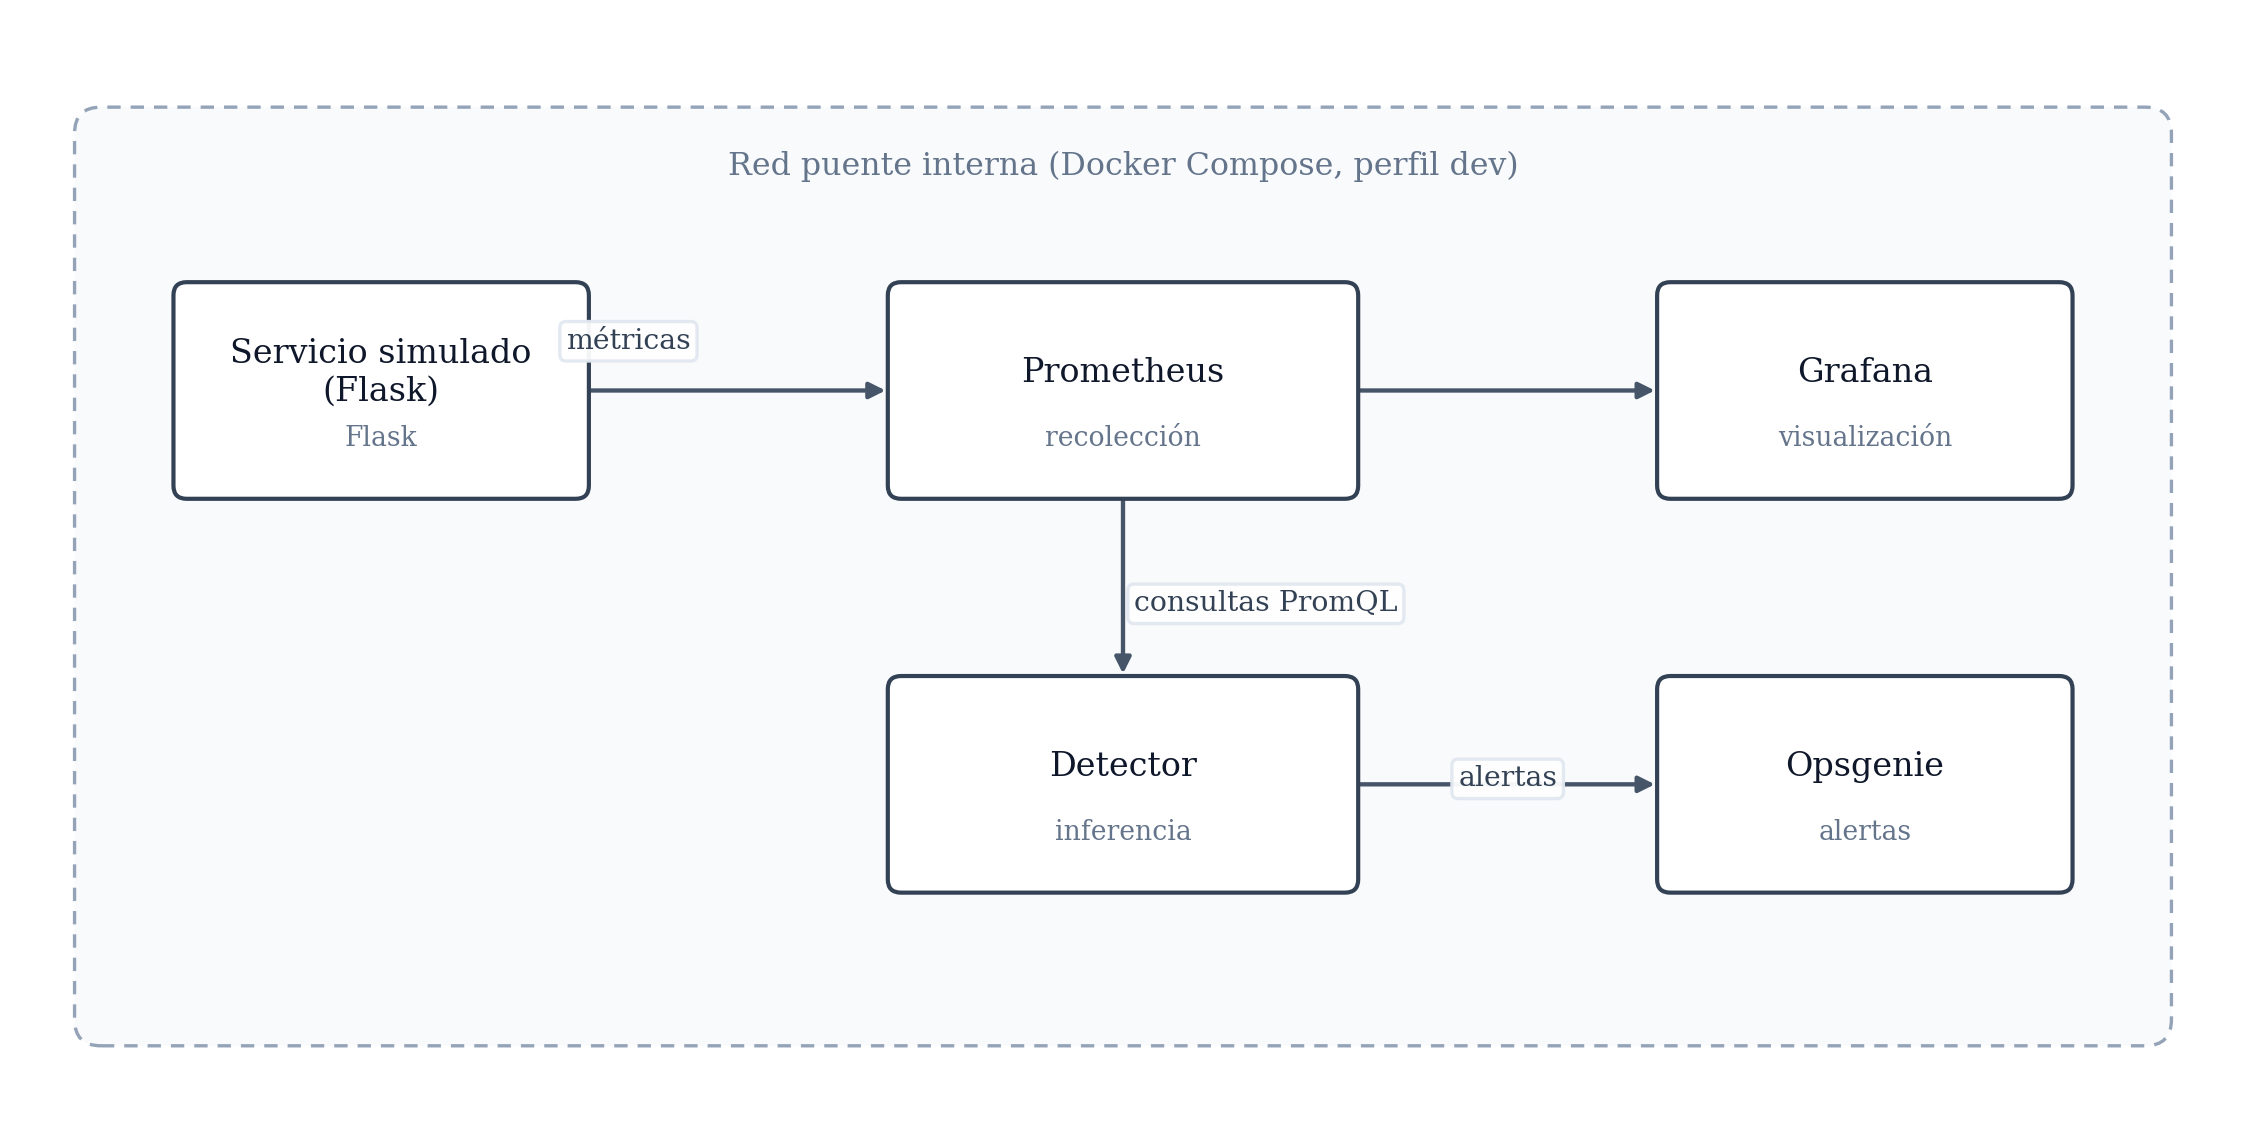 Red puente interna (Docker Compose, perfil dev)
Servicio simulado
(Flask)
Flask
métricas
Prometheus
recolección
Grafana
visualización
consultas PromQL
Detector
inferencia
alertas
Opsgenie
alertas